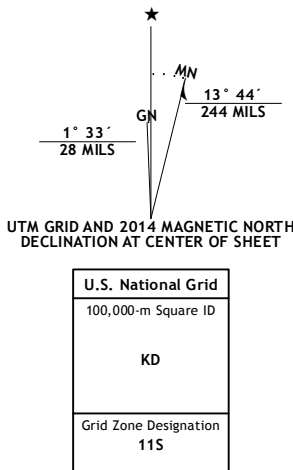 MN
13° 44´
244 MILS
GN
1° 33´
28 MILS
UTM GRID AND 2014 MAGNETIC NORTH
DECLINATION AT CENTER OF SHEET
U.S. National Grid
100,000-m Square ID
KD
Grid Zone Designation
11S